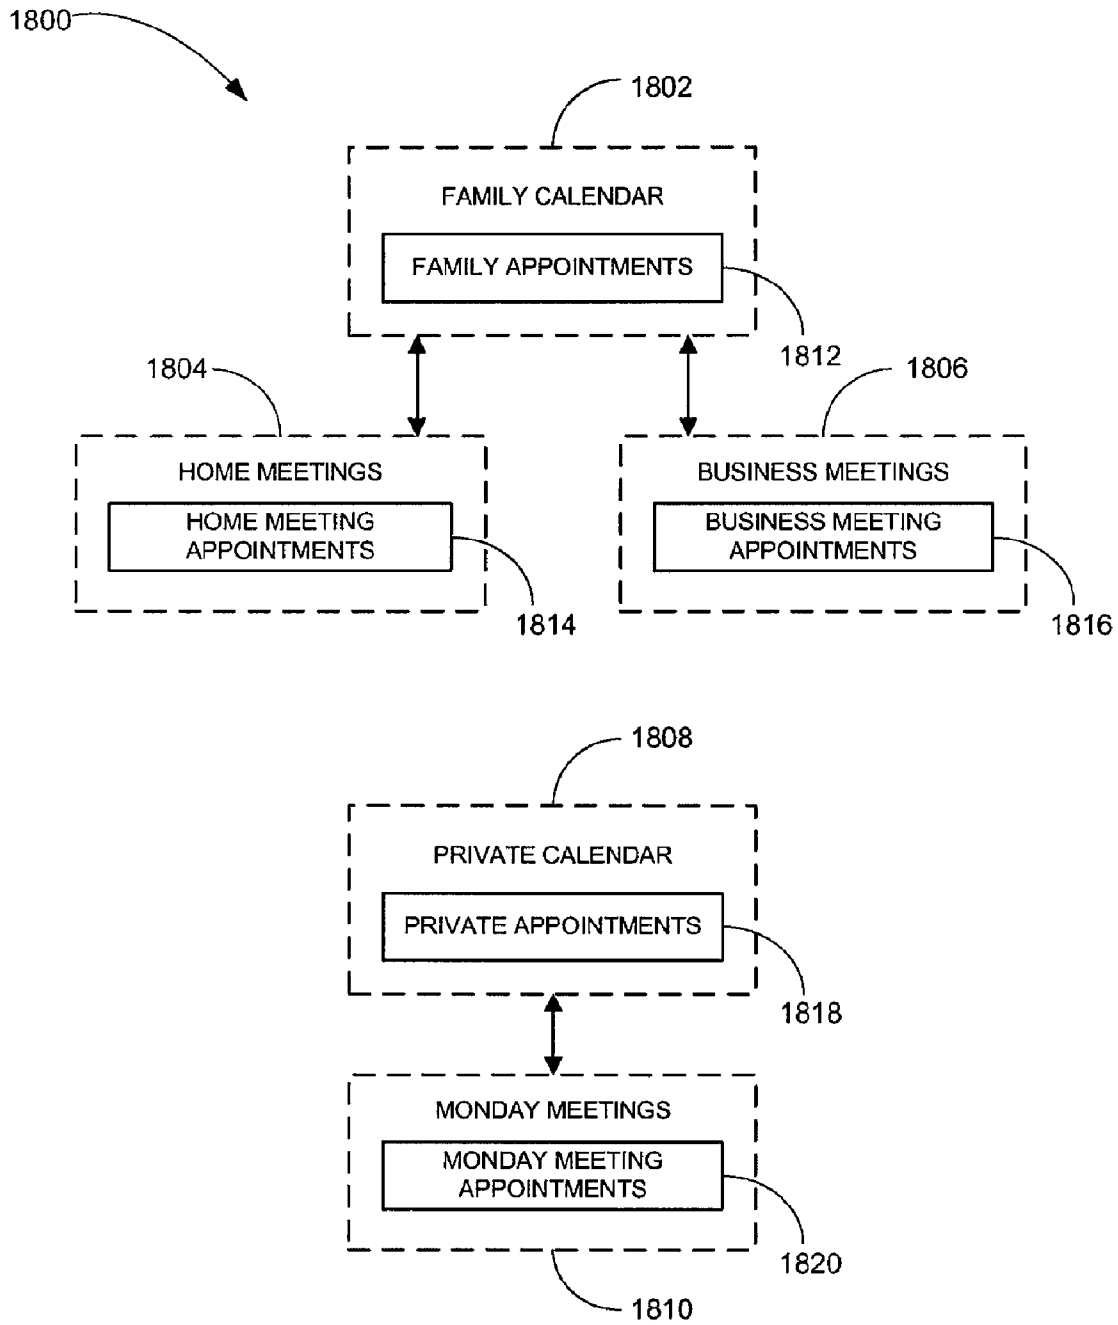 1800
1802
FAMILY CALENDAR
FAMILY APPOINTMENTS
1812
1804
1806
HOME MEETINGS
HOME MEETING
APPOINTMENTS
1814
BUSINESS MEETINGS
BUSINESS MEETING
APPOINTMENTS
1816
1808
PRIVATE CALENDAR
PRIVATE APPOINTMENTS
1818
MONDAY MEETINGS
MONDAY MEETING
APPOINTMENTS
1820
1810